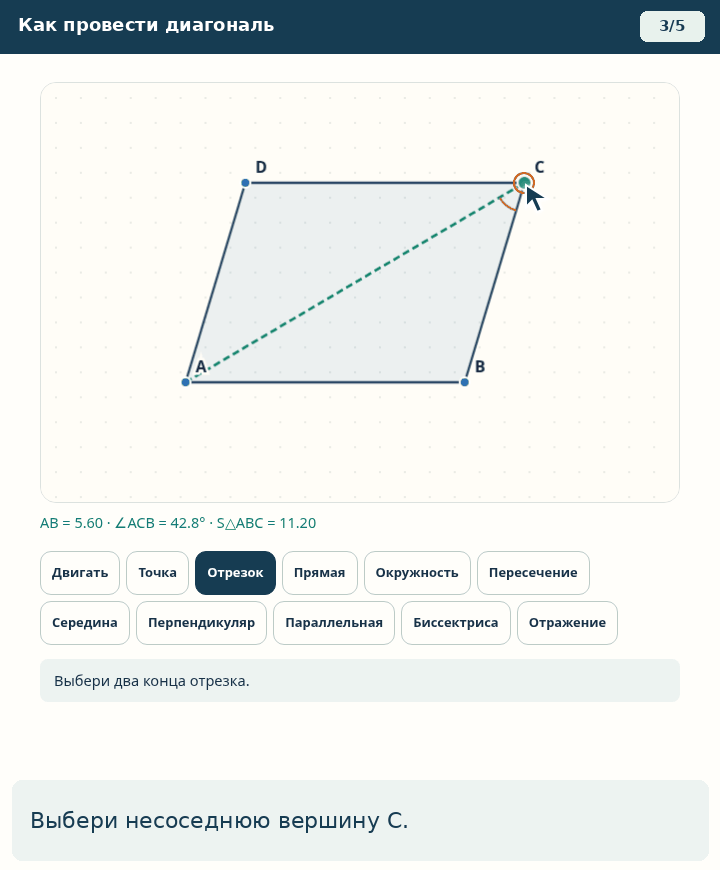 Как провести диагональ
3/5
D
C
A
B
AB = 5.60 · ∠ACB = 42.8° · S△ABC = 11.20
Двигать Точка Отрезок Прямая Окружность Пересечение
Середина Перпендикуляр Параллельная Биссектриса Отражение
Выбери два конца отрезка.
Выбери несоседнюю вершину C.